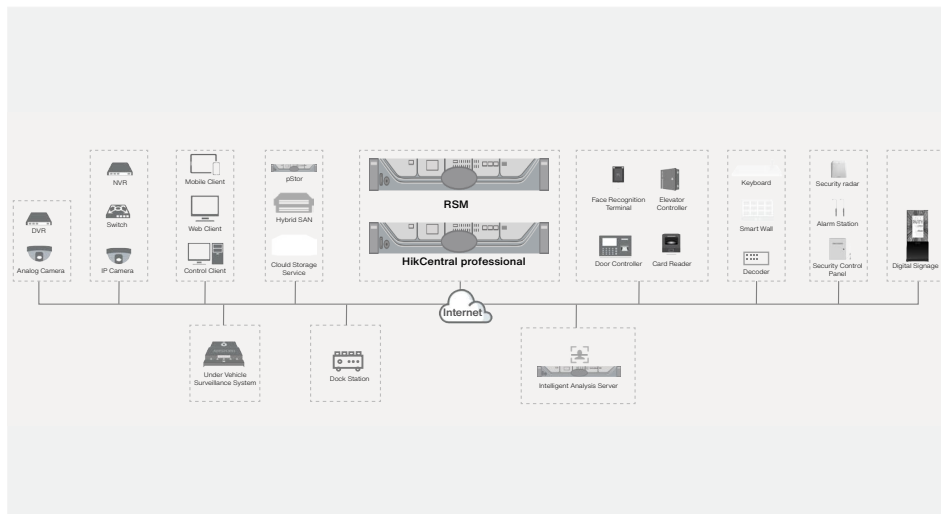 DVR
Analog Camera
NVR
Switch
IP Camera
Mobile Client
Web Client
Control Client
pStor
Hybrid SAN
Clould Storage
Service
RSM
HikCentral professional
Face Recognition
Terminal
Elevator
Controller
Door Controller
Card Reader
Keyboard
Smart Wall
Decoder
Security radar
Alarm Station
Security Control
Panel
Digital Signage
Internet
Under Vehicle
Surveillance System
Dock Station
Intelligent Analysis Server